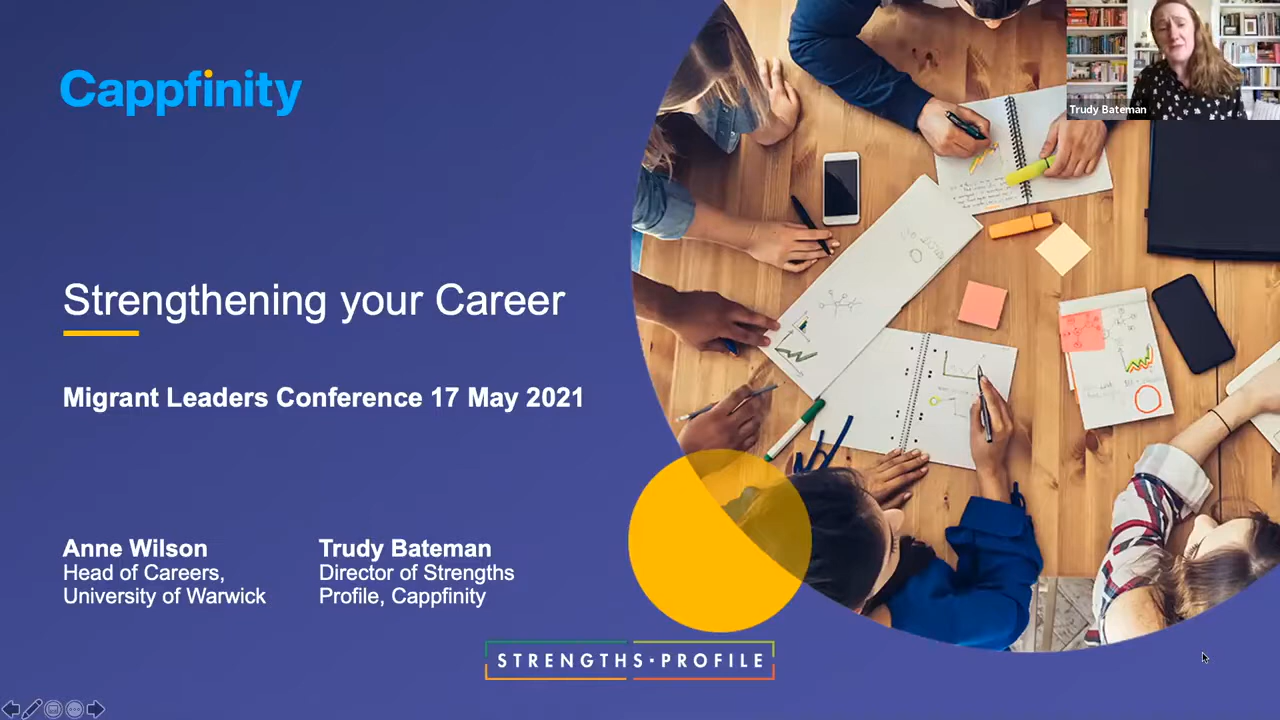 Cappfinity
Trudy Bateman
Strengthening your Career
Migrant Leaders Conference 17 May 2021
Anne Wilson
Head of Careers,
University of Warwick
Trudy Bateman
Director of Strengths
Profile, Cappfinity
STRENGTHS·PROFILE